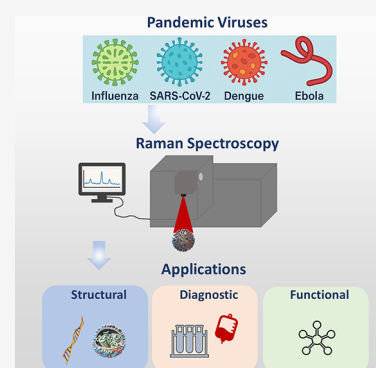 Pandemic Viruses
Influenza SARS-CoV-2 Dengue Ebola
Raman Spectroscopy
Applications
Structural Diagnostic Functional